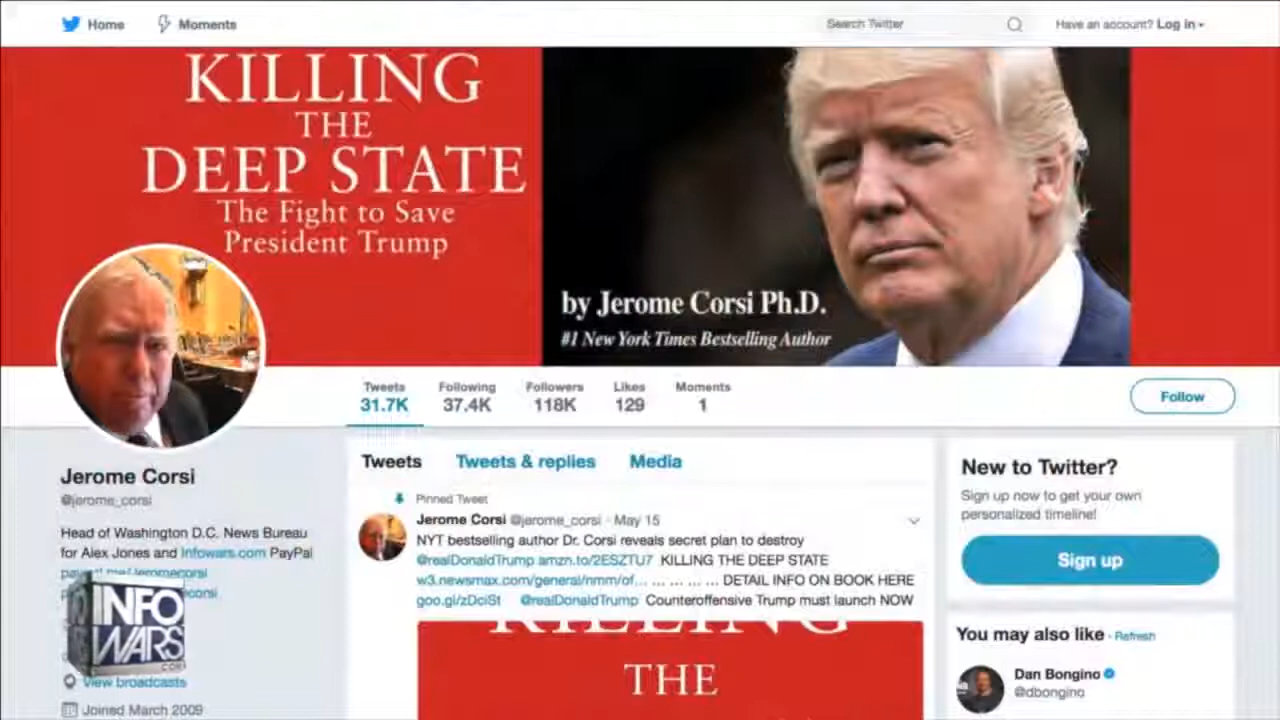 Home
Moments
Search Twitter
Have an account? Log in
KILLING
THE
DEEP STATE
The Fight to Save
President Trump
by Jerome Corsi Ph.D.
#1 New York Times Bestselling Author
Tweets
31.7K
Following
37.4K
Followers
118K
Likes
129
Moments
1
Follow
Jerome Corsi
@jerome_corsi
Head of Washington D.C. News Bureau
for Alex Jones and Infowars.com PayPal
INFO
WARS
.COM
View broadcasts
Joined March 2009
Tweets
Tweets & replies
Media
Pinned Tweet
Jerome Corsi @jerome_corsi · May 15
NYT bestselling author Dr. Corsi reveals secret plan to destroy
@realDonaldTrump amzn.to/2ESZTU7 KILLING THE DEEP STATE
w3.newsmax.com/general/nmm/of... ... ... ... ... DETAIL INFO ON BOOK HERE
goo.gl/zDciSt @realDonaldTrump Counteroffensive Trump must launch NOW
KILLING
THE
New to Twitter?
Sign up now to get your own
personalized timeline!
Sign up
You may also like · Refresh
Dan Bongino
@dbongino